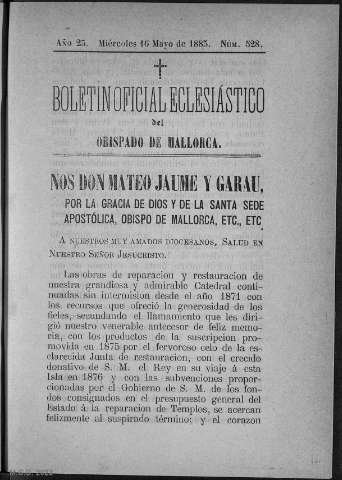 Año 25. Miércoles 16 Mayo de 1883. Núm. 528.
BOLETIN OFICIAL ECLESIÁSTICO
del
OBISPADO DE MALLORCA.
NOS DON MATEO JAUME Y GARAU,
POR LA GRACIA DE DIOS Y DE LA SANTA SEDE
APOSTÓLICA, OBISPO DE MALLORCA, ETC., ETC
A NUESTROS MUY AMADOS DIOCESANOS, SALUD EN
NUESTRO SEÑOR JESUCRISTO.
Las obras de reparacion y restauracion de
nuestra grandiosa y admirable Catedral conti-
nuadas sin intermision desde el año 1871 con
los recursos que ofreció la generosidad de los
fieles, secundando el llamamiento que les diri-
gió nuestro venerable antecesor de feliz memo-
ria, con los productos de la suscripcion pro-
movida en 1875 por el fervoroso celo de la es-
clarecida Junta de restauracion, con el crecido
donativo de S. M. el Rey en su viaje á esta
Isla en 1876 y con las subvenciones proporcio-
nadas por el Gobierno de S. M. de los fon-
dos consignados en el presupuesto general del
Estado á la reparacion de Templos, se acercan
felizmente al suspirado término; y el corazon